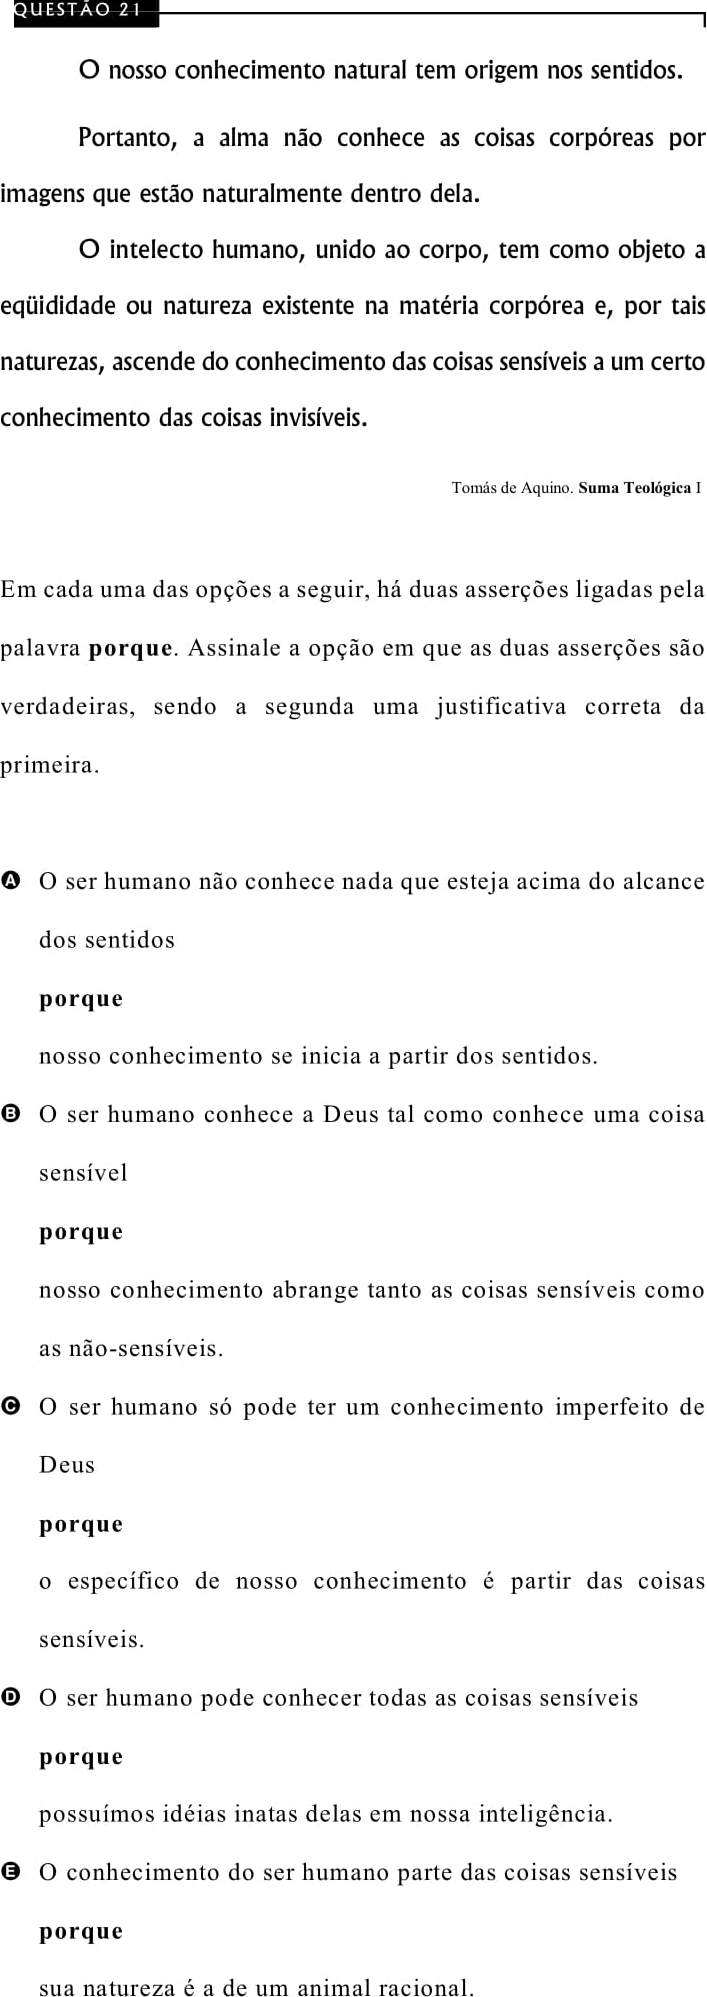 QUESTÃO 21
O nosso conhecimento natural tem origem nos sentidos.
Portanto, a alma não conhece as coisas corpóreas por
imagens que estão naturalmente dentro dela.
O intelecto humano, unido ao corpo, tem como objeto a
eqüididade ou natureza existente na matéria corpórea e, por tais
naturezas, ascende do conhecimento das coisas sensíveis a um certo
conhecimento das coisas invisíveis.
Tomás de Aquino. Suma Teológica I
Em cada uma das opções a seguir, há duas asserções ligadas pela
palavra porque. Assinale a opção em que as duas asserções são
verdadeiras, sendo a segunda uma justificativa correta da
primeira.
A O ser humano não conhece nada que esteja acima do alcance
dos sentidos
porque
nosso conhecimento se inicia a partir dos sentidos.
B O ser humano conhece a Deus tal como conhece uma coisa
sensível
porque
nosso conhecimento abrange tanto as coisas sensíveis como
as não-sensíveis.
C O ser humano só pode ter um conhecimento imperfeito de
Deus
porque
o específico de nosso conhecimento é partir das coisas
sensíveis.
D O ser humano pode conhecer todas as coisas sensíveis
porque
possuímos idéias inatas delas em nossa inteligência.
E O conhecimento do ser humano parte das coisas sensíveis
porque
sua natureza é a de um animal racional.